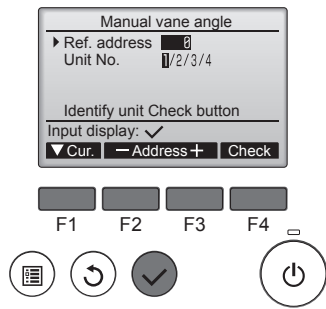 Manual vane angle
Ref. address 0
Unit No. 1/2/3/4
Identify unit Check button
Input display: ✓
▼Cur. −Address+ Check
F1 F2 F3 F4